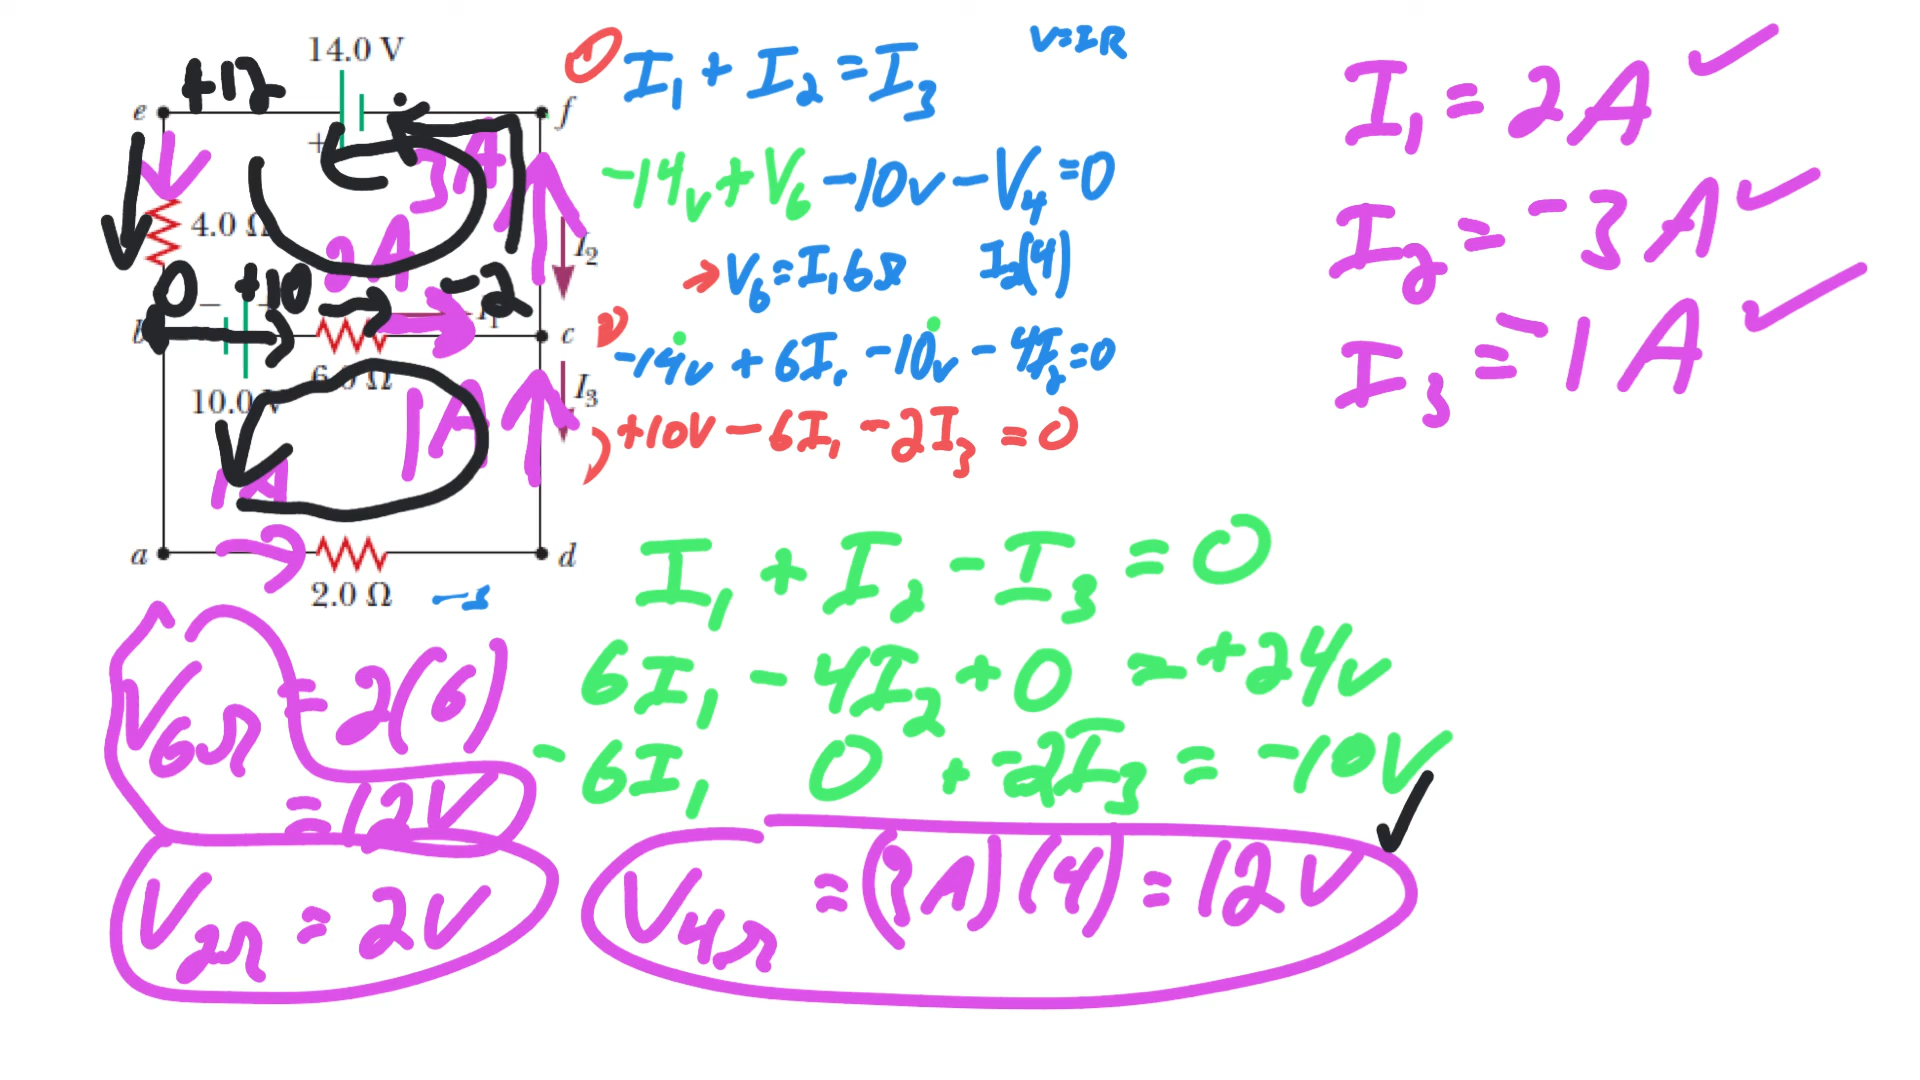 14.0 V
+12
e
f
+
3A
4.0 Ω
2A
I₂
0
+10
-2
−
b
I₁
c
6.0 Ω
10.0 V
1A
I₃
1A
a
d
2.0 Ω
① I₁ + I₂ = I₃
V=IR
-14v + V₆ -10v - V₄ =0
→ V₆ = I₁6Ω I₂(4)
-14v + 6I₁ -10v - 4I₂=0
+10V - 6I₁ -2I₃ = 0
I₁ + I₂ - I₃ = 0
6I₁ - 4I₂ + 0 = +24v
-6I₁ 0 + -2I₃ = -10V
V6Ω = 2(6)
= 12V
V2Ω = 2V
V4Ω = (3A)(4) = 12V
I₁ = 2A ✓
I₂ = -3A ✓
I₃ = -1A ✓